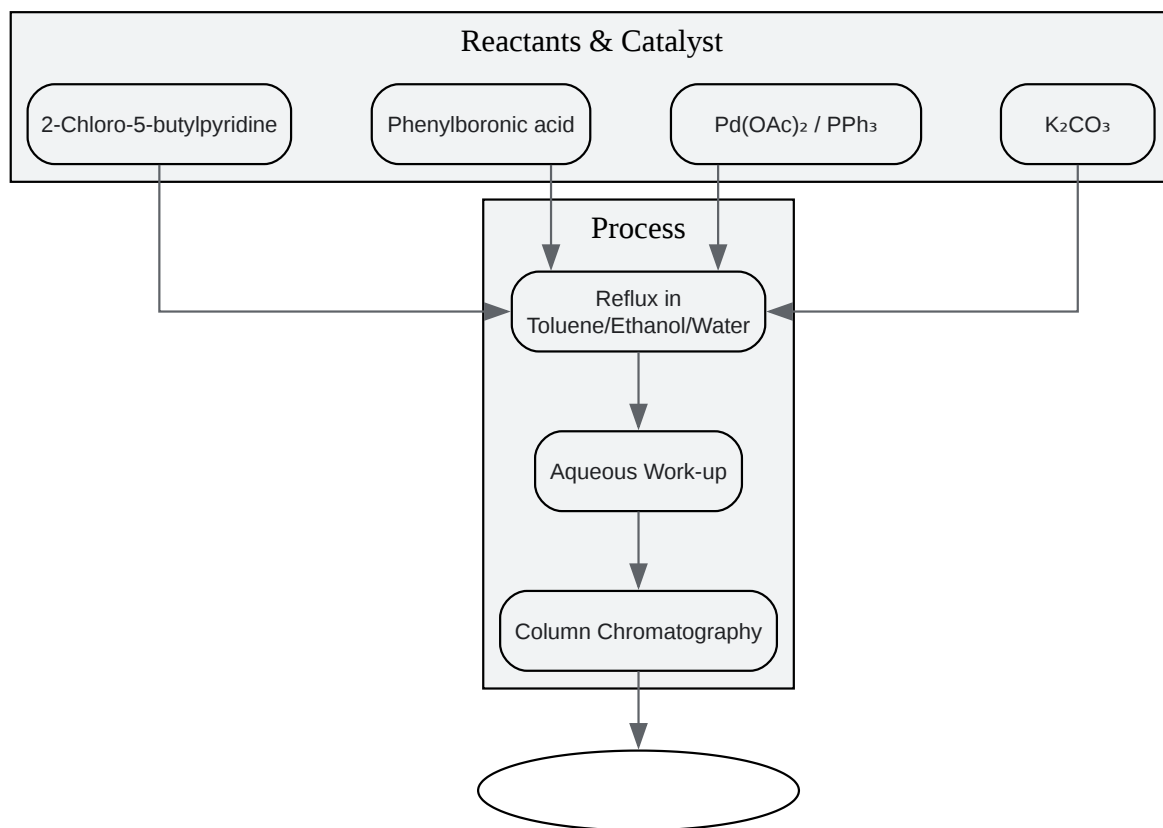 Reactants & Catalyst
2-Chloro-5-butylpyridine
Phenylboronic acid
Pd(OAc)₂ / PPh₃
K₂CO₃
Process
Reflux in
Toluene/Ethanol/Water
Aqueous Work-up
Column Chromatography